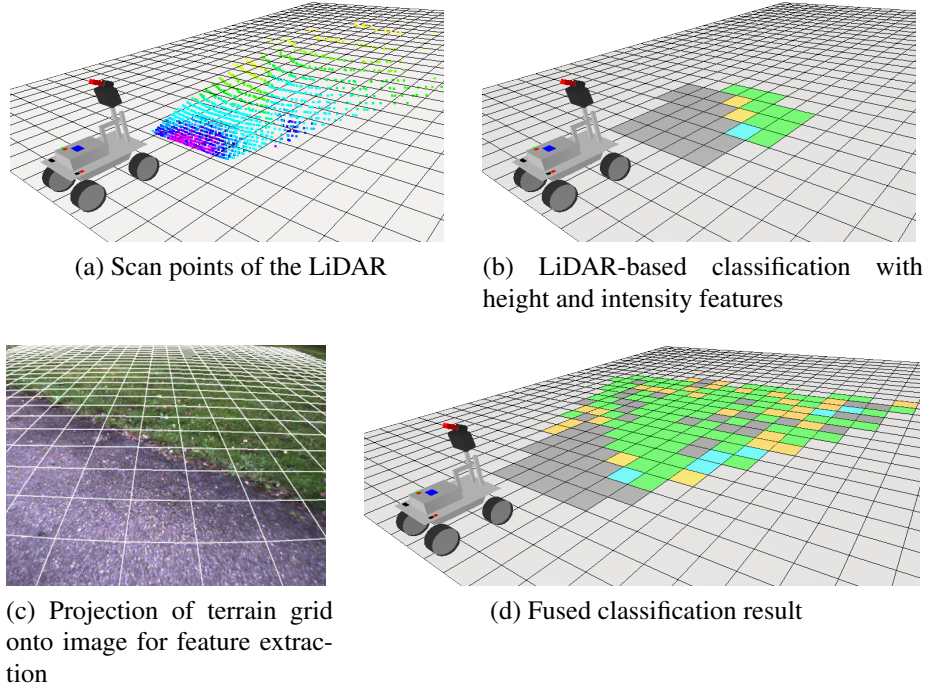 (a) Scan points of the LiDAR
(b) LiDAR-based classification with
height and intensity features
(c) Projection of terrain grid
onto image for feature extrac-
tion
(d) Fused classification result